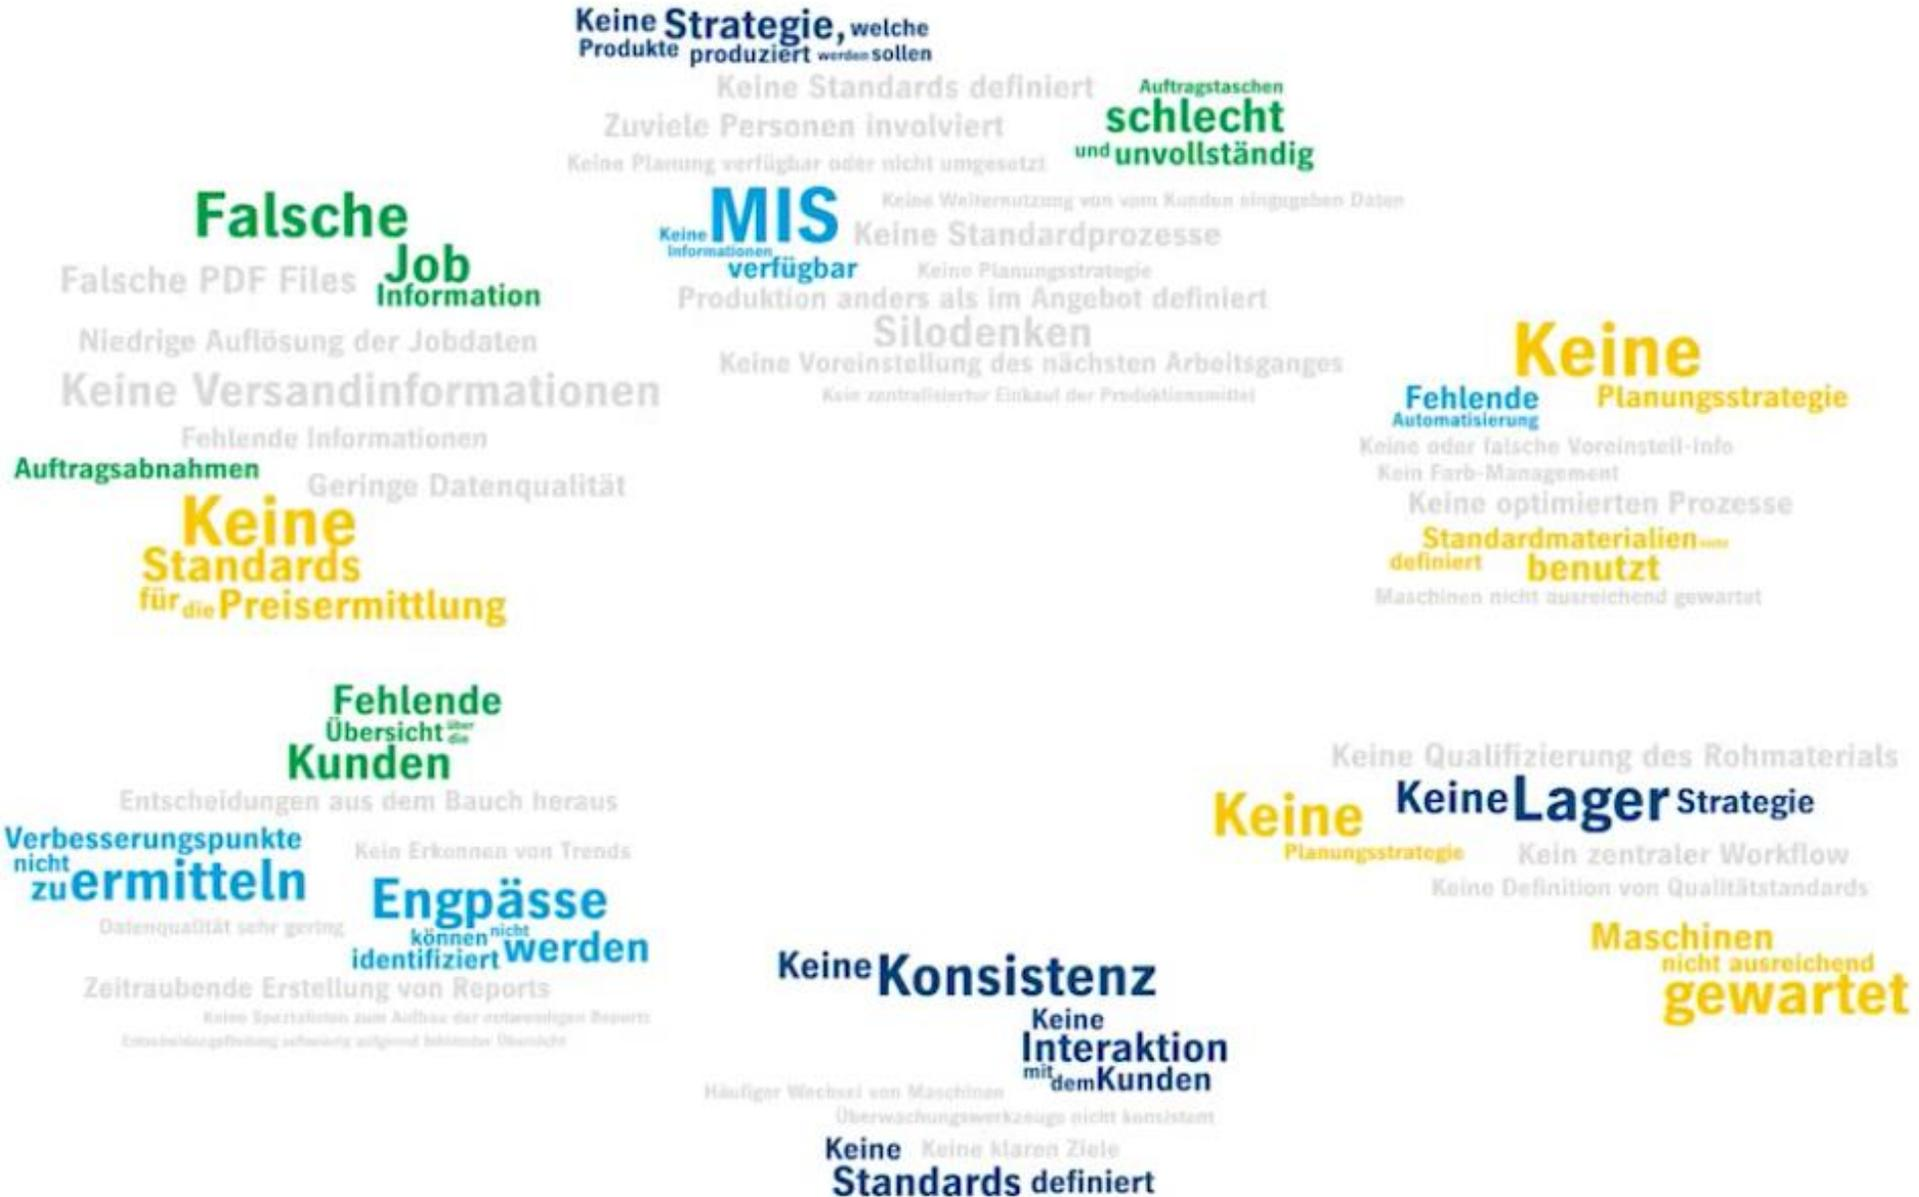 Keine Strategie, welche
Produkte produziert werden sollen
Keine Standards definiert
Zuviele Personen involviert
Keine Planung verfügbar oder nicht umgesetzt
Auftragstaschen
schlecht
und unvollständig
Keine Weiternutzung von vom Kunden eingegeben Daten
Keine MIS
Informationen
verfügbar
Keine Standardprozesse
Keine Planungsstrategie
Produktion anders als im Angebot definiert
Silodenken
Keine Voreinstellung des nächsten Arbeitsganges
Kein zentralisierter Einkauf der Produktionsmittel
Falsche
Job
Information
Falsche PDF Files
Niedrige Auflösung der Jobdaten
Keine Versandinformationen
Fehlende Informationen
Auftragsabnahmen
Geringe Datenqualität
Keine
Standards
für die Preisermittlung
Keine
Planungsstrategie
Fehlende
Automatisierung
Keine oder falsche Voreinstell-Info
Kein Farb-Management
Keine optimierten Prozesse
Standardmaterialien
definiert benutzt
Maschinen nicht ausreichend gewartet
Fehlende
Übersicht über die
Kunden
Entscheidungen aus dem Bauch heraus
Verbesserungspunkte
nicht
zu ermitteln
Kein Erkennen von Trends
Engpässe
können nicht
identifiziert werden
Datenqualität sehr gering
Zeitraubende Erstellung von Reports
Keine Spezialisten zum Aufbau der notwendigen Reports
Keine Qualifizierung des Rohmaterials
Keine Lager Strategie
Keine
Planungsstrategie
Kein zentraler Workflow
Keine Definition von Qualitätstandards
Maschinen
nicht ausreichend
gewartet
Keine Konsistenz
Keine
Interaktion
mit dem Kunden
Häufiger Wechsel von Maschinen
Überwachungswerkzeuge nicht konsistent
Keine Keine klaren Ziele
Standards definiert